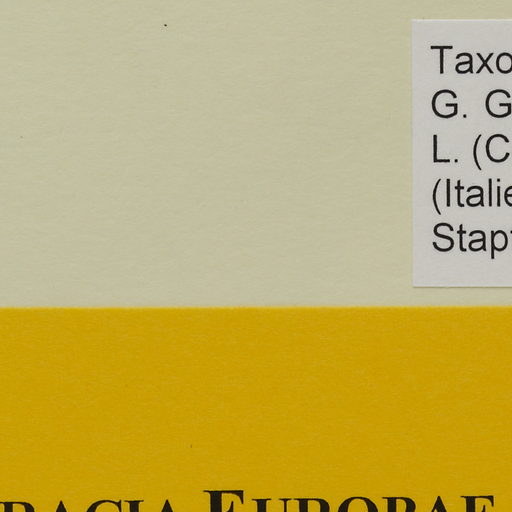 Taxo
G. G
L. (C
(Italie
Stapf
RACIA EUROPAE